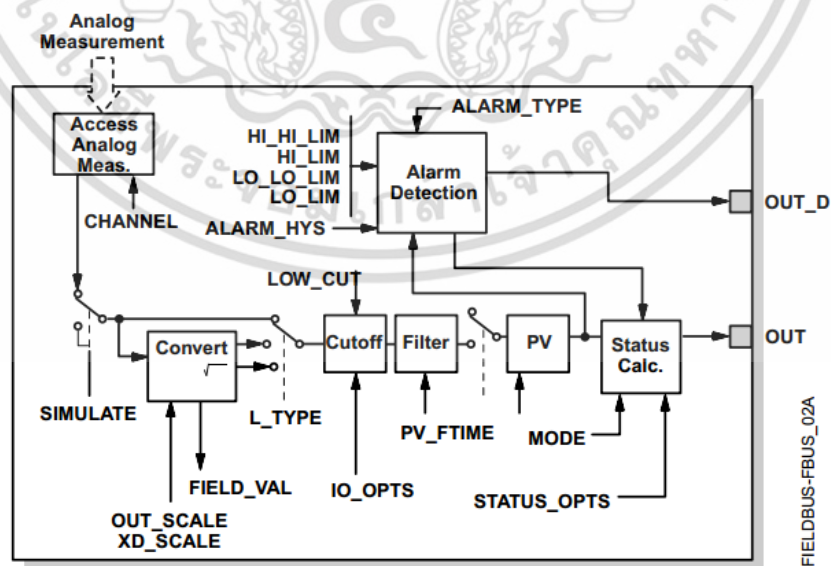 Analog
Measurement
Access
Analog
Meas.
CHANNEL
HI_HI_LIM
HI_LIM
LO_LO_LIM
LO_LIM
ALARM_HYS
ALARM_TYPE
Alarm
Detection
OUT_D
LOW_CUT
SIMULATE
Convert
√
L_TYPE
Cutoff
Filter
PV
Status
Calc.
OUT
FIELD_VAL
OUT_SCALE
XD_SCALE
IO_OPTS
PV_FTIME
MODE
STATUS_OPTS
FIELDBUS-FBUS_02A